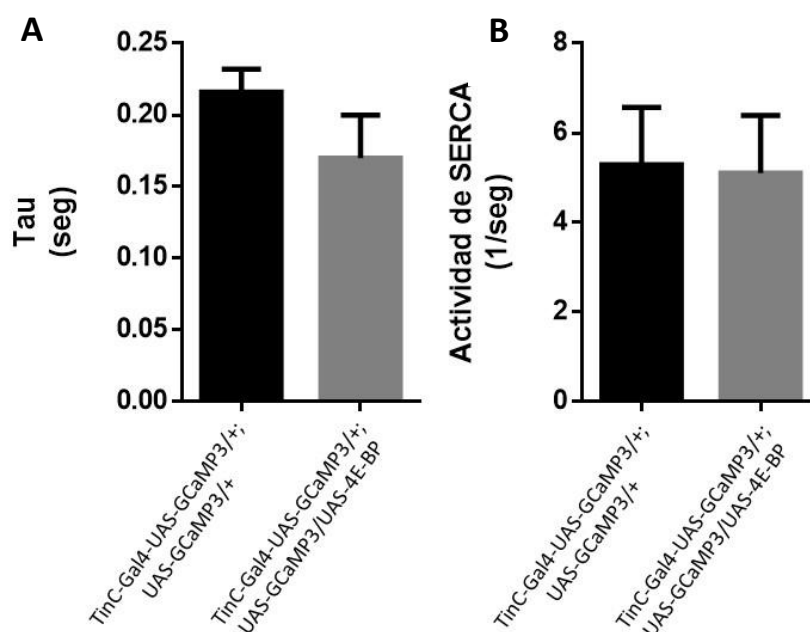 A
Tau
(seg)
0.25
0.20
0.15
0.10
0.05
0.00
TinC-Gal4-UAS-GCaMP3/+;
UAS-GCaMP3/+
TinC-Gal4-UAS-GCaMP3/+;
UAS-GCaMP3/UAS-4E-BP
B
Actividad de SERCA
(1/seg)
8
6
4
2
0
TinC-Gal4-UAS-GCaMP3/+;
UAS-GCaMP3/+
TinC-Gal4-UAS-GCaMP3/+;
UAS-GCaMP3/UAS-4E-BP